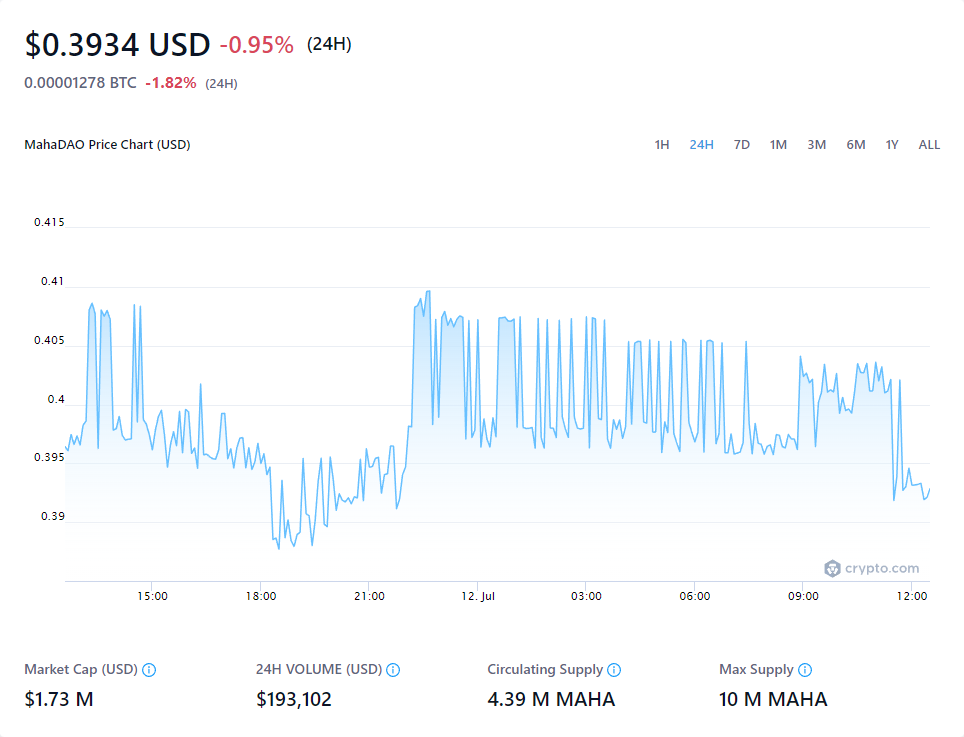 $0.3934 USD -0.95% (24H)
0.00001278 BTC -1.82% (24H)
MahaDAO Price Chart (USD) 1H 24H 7D 1M 3M 6M 1Y ALL
0.415
0.41
0.405
0.4
0.395
0.39
crypto.com
15:00 18:00 21:00 12. Jul 03:00 06:00 09:00 12:00
Market Cap (USD) 24H VOLUME (USD) Circulating Supply Max Supply
$1.73 M $193,102 4.39 M MAHA 10 M MAHA